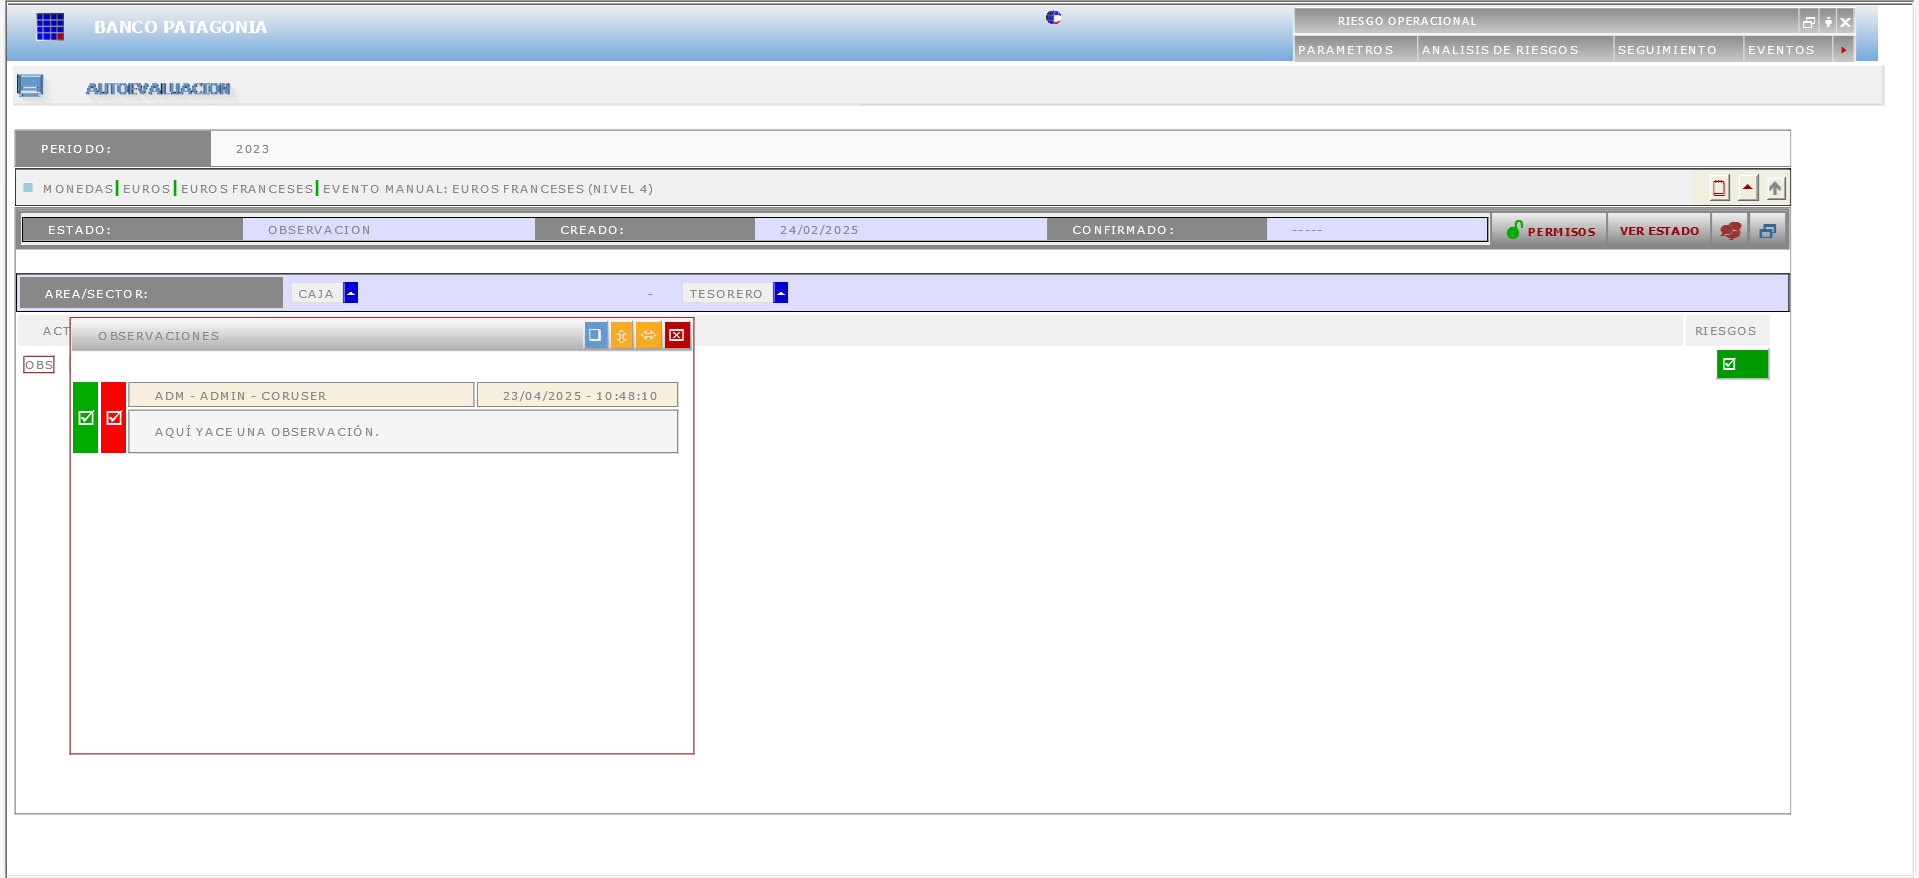 BANCO PATAGONIA
RIESGO OPERACIONAL
PARAMETROS ANALISIS DE RIESGOS SEGUIMIENTO EVENTOS
AUTOEVALUACION
PERIODO: 2023
MONEDAS EUROS EUROS FRANCESES EVENTO MANUAL: EUROS FRANCESES (NIVEL 4)
ESTADO: OBSERVACION CREADO: 24/02/2025 CONFIRMADO: ----- PERMISOS VER ESTADO
AREA/SECTOR: CAJA - TESORERO
ACT RIESGOS
OBSERVACIONES
OBS
ADM - ADMIN - CORUSER 23/04/2025 - 10:48:10
AQUÍ YACE UNA OBSERVACIÓN.